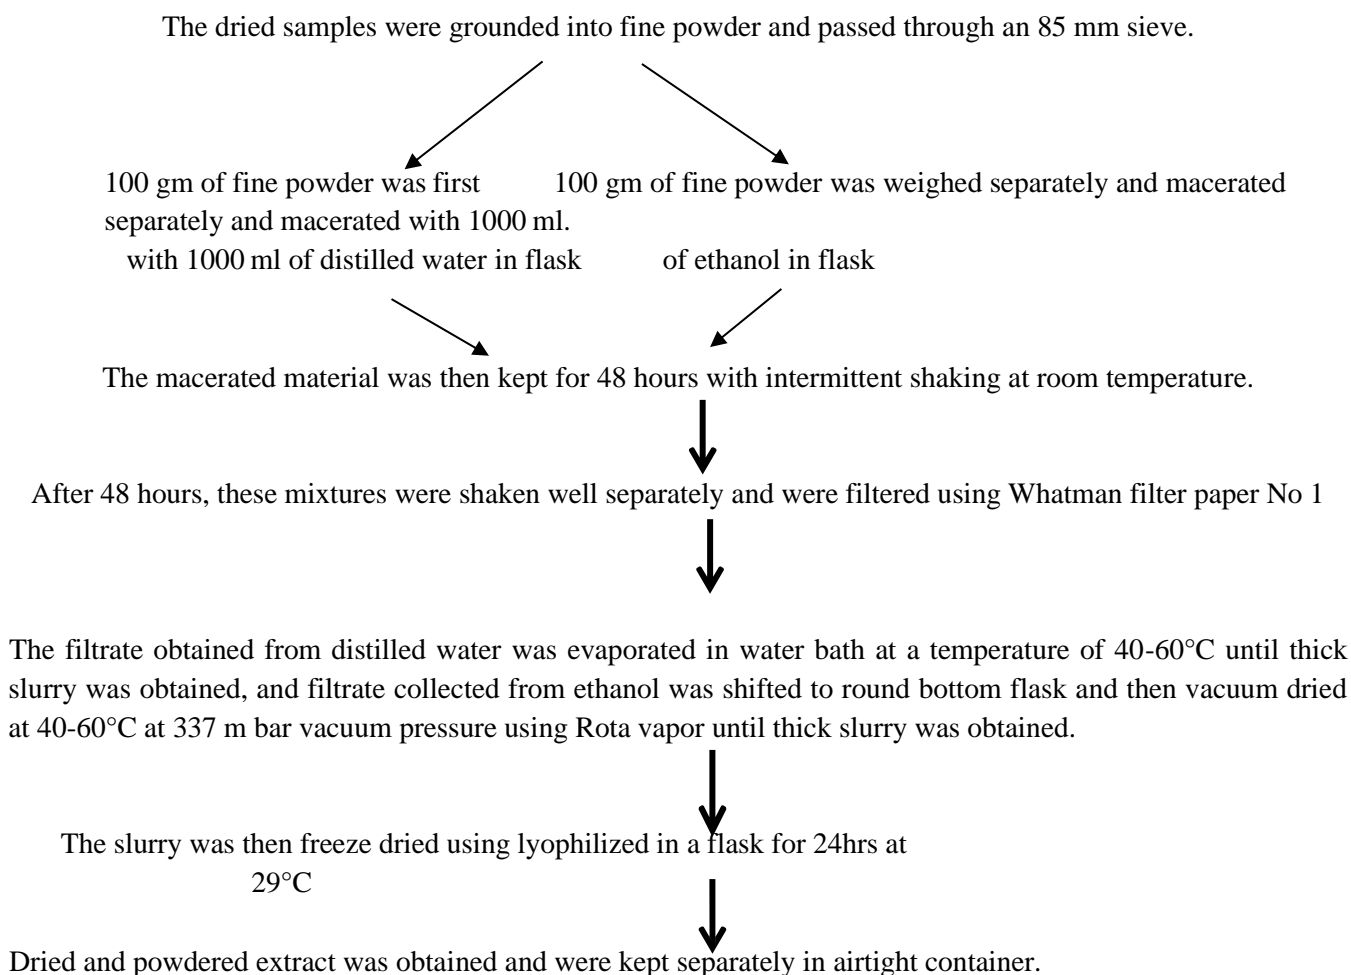 The dried samples were grounded into fine powder and passed through an 85 mm sieve.
100 gm of fine powder was first 100 gm of fine powder was weighed separately and macerated
separately and macerated with 1000 ml.
with 1000 ml of distilled water in flask of ethanol in flask
The macerated material was then kept for 48 hours with intermittent shaking at room temperature.
After 48 hours, these mixtures were shaken well separately and were filtered using Whatman filter paper No 1
The filtrate obtained from distilled water was evaporated in water bath at a temperature of 40-60°C until thick
slurry was obtained, and filtrate collected from ethanol was shifted to round bottom flask and then vacuum dried
at 40-60°C at 337 m bar vacuum pressure using Rota vapor until thick slurry was obtained.
The slurry was then freeze dried using lyophilized in a flask for 24hrs at
29°C
Dried and powdered extract was obtained and were kept separately in airtight container.